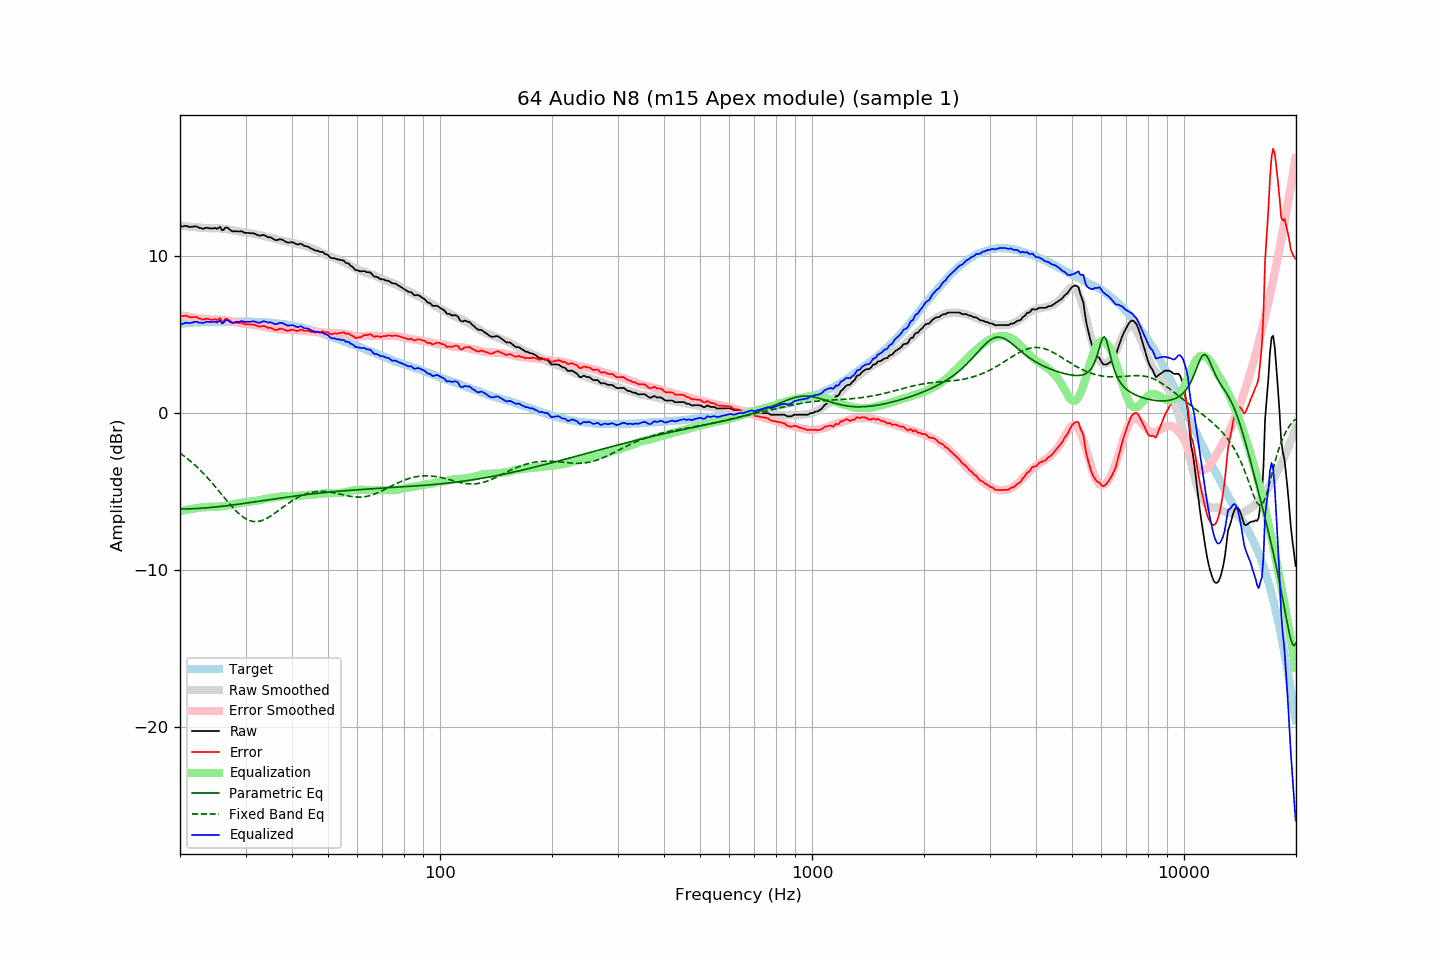 64 Audio N8 (m15 Apex module) (sample 1)
Amplitude (dBr)
10
0
−10
−20
Target
Raw Smoothed
Error Smoothed
Raw
Error
Equalization
Parametric Eq
Fixed Band Eq
Equalized
100
1000
10000
Frequency (Hz)